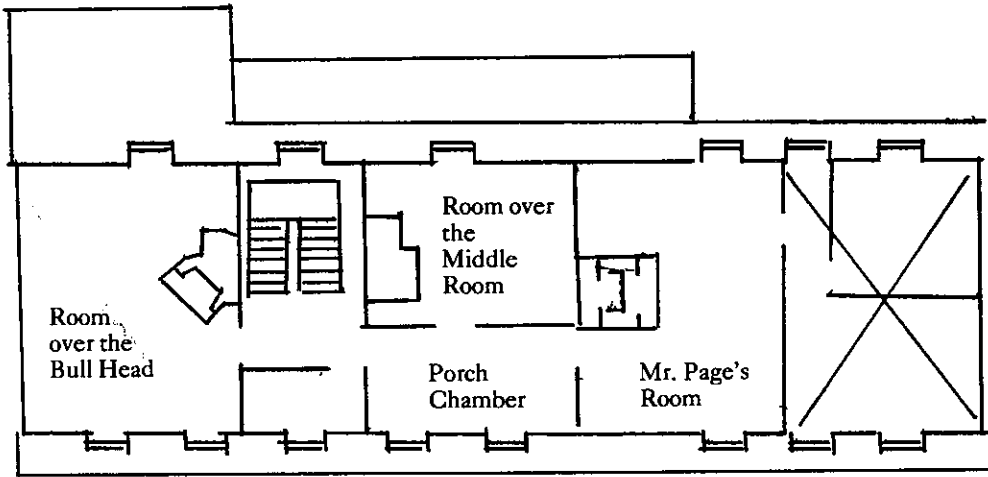 Room over
the
Middle
Room
Room
over the
Bull Head
Porch
Chamber
Mr. Page's
Room